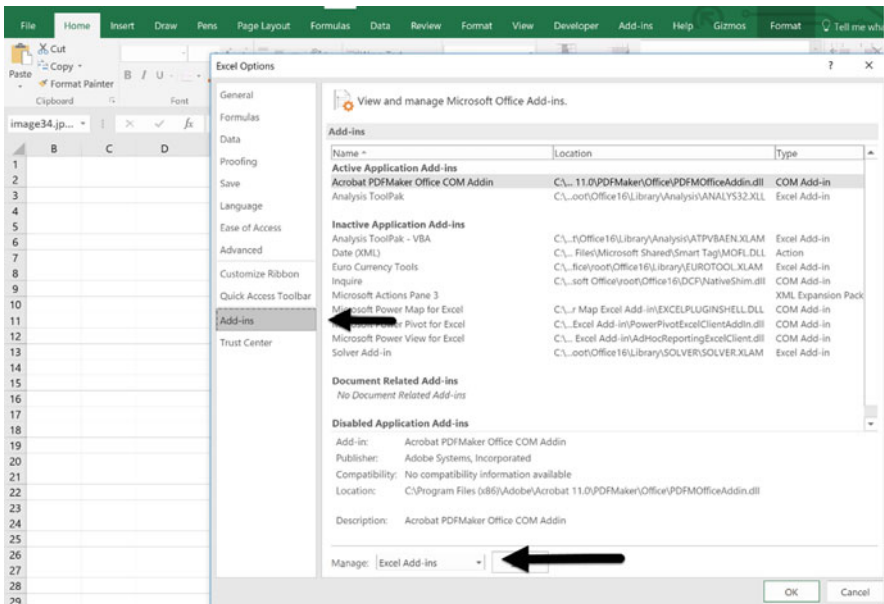 File Home Insert Draw Pens Page Layout Formulas Data Review Format View Developer Add-ins Help Gizmos Format Tell me wha
Cut
Copy
Paste
Format Painter
B I U
Clipboard Font
image34.jp... fx
B C D
1
2
3
4
5
6
7
8
9
10
11
12
13
14
15
16
17
18
19
20
21
22
23
24
25
26
27
28
29
Excel Options ? ×
General
Formulas
Data
Proofing
Save
Language
Ease of Access
Advanced
Customize Ribbon
Quick Access Toolbar
Add-ins
Trust Center
View and manage Microsoft Office Add-ins.
Add-ins
Name Location Type
Active Application Add-ins
Acrobat PDFMaker Office COM Addin C:\... 11.0\PDFMaker\Office\PDFMOfficeAddin.dll COM Add-in
Analysis ToolPak C:\...oot\Office16\Library\Analysis\ANALYS32.XLL Excel Add-in
Inactive Application Add-ins
Analysis ToolPak - VBA C:\...t\Office16\Library\Analysis\ATPVBAEN.XLAM Excel Add-in
Date (XML) C:\... Files\Microsoft Shared\Smart Tag\MOFL.DLL Action
Euro Currency Tools C:\...fice\root\Office16\Library\EUROTOOL.XLAM Excel Add-in
Inquire C:\...soft Office\root\Office16\DCF\NativeShim.dll COM Add-in
Microsoft Actions Pane 3 XML Expansion Pack
Microsoft Power Map for Excel C:\...r Map Excel Add-in\EXCELPLUGINSHELL.DLL COM Add-in
Power Pivot for Excel C:\...Excel Add-in\PowerPivotExcelClientAddIn.dll COM Add-in
Microsoft Power View for Excel C:\... Excel Add-in\AdHocReportingExcelClient.dll COM Add-in
Solver Add-in C:\...oot\Office16\Library\SOLVER\SOLVER.XLAM Excel Add-in
Document Related Add-ins
No Document Related Add-ins
Disabled Application Add-ins
Add-in: Acrobat PDFMaker Office COM Addin
Publisher: Adobe Systems, Incorporated
Compatibility: No compatibility information available
Location: C:\Program Files (x86)\Adobe\Acrobat 11.0\PDFMaker\Office\PDFMOfficeAddin.dll
Description: Acrobat PDFMaker Office COM Addin
Manage: Excel Add-ins
OK Cancel